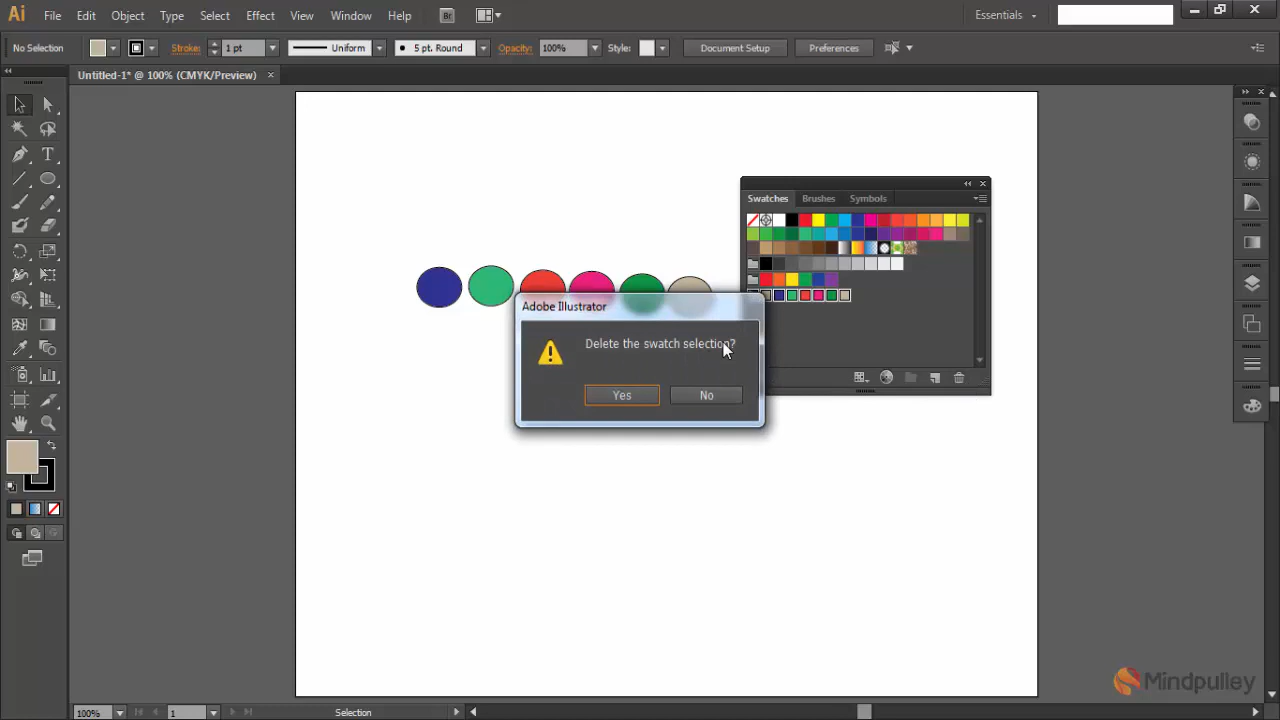 Ai File Edit Object Type Select Effect View Window Help Br Essentials
No Selection Stroke: 1 pt Uniform 5 pt. Round Opacity: 100% Style: Document Setup Preferences
Untitled-1* @ 100% (CMYK/Preview)
Swatches Brushes Symbols
Adobe Illustrator
Delete the swatch selection?
Yes No
Mindpulley
100% 1 Selection